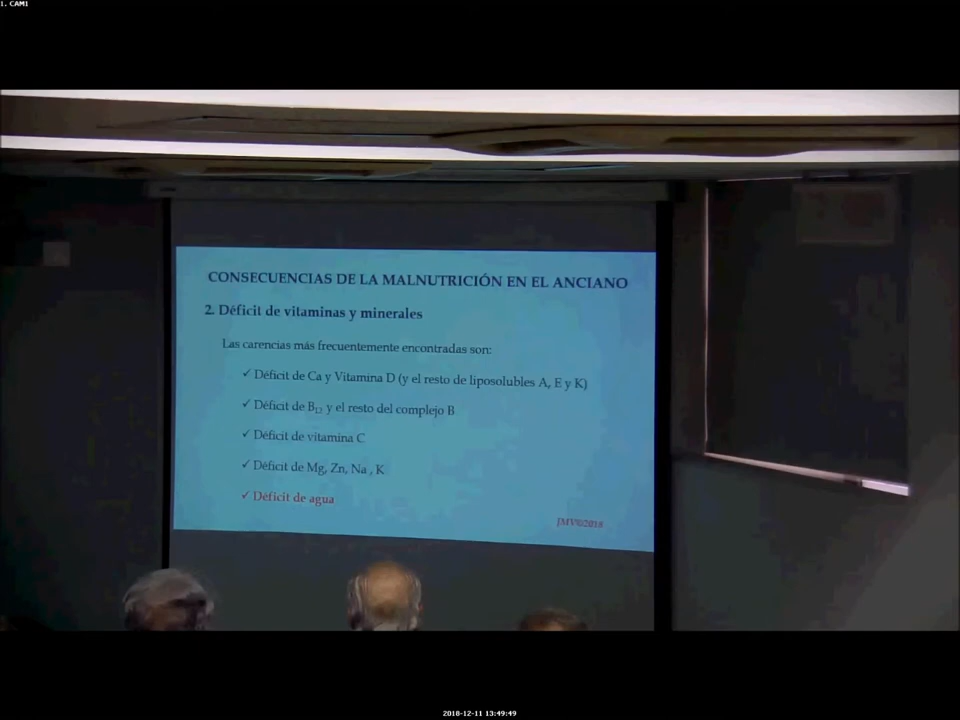 1. CAM1
CONSECUENCIAS DE LA MALNUTRICIÓN EN EL ANCIANO
2. Déficit de vitaminas y minerales
Las carencias más frecuentemente encontradas son:
✓ Déficit de Ca y Vitamina D (y el resto de liposolubles A, E y K)
✓ Déficit de B₁₂ y el resto del complejo B
✓ Déficit de vitamina C
✓ Déficit de Mg, Zn, Na , K
✓ Déficit de agua
JMV©2018
2018-12-11 13:49:49